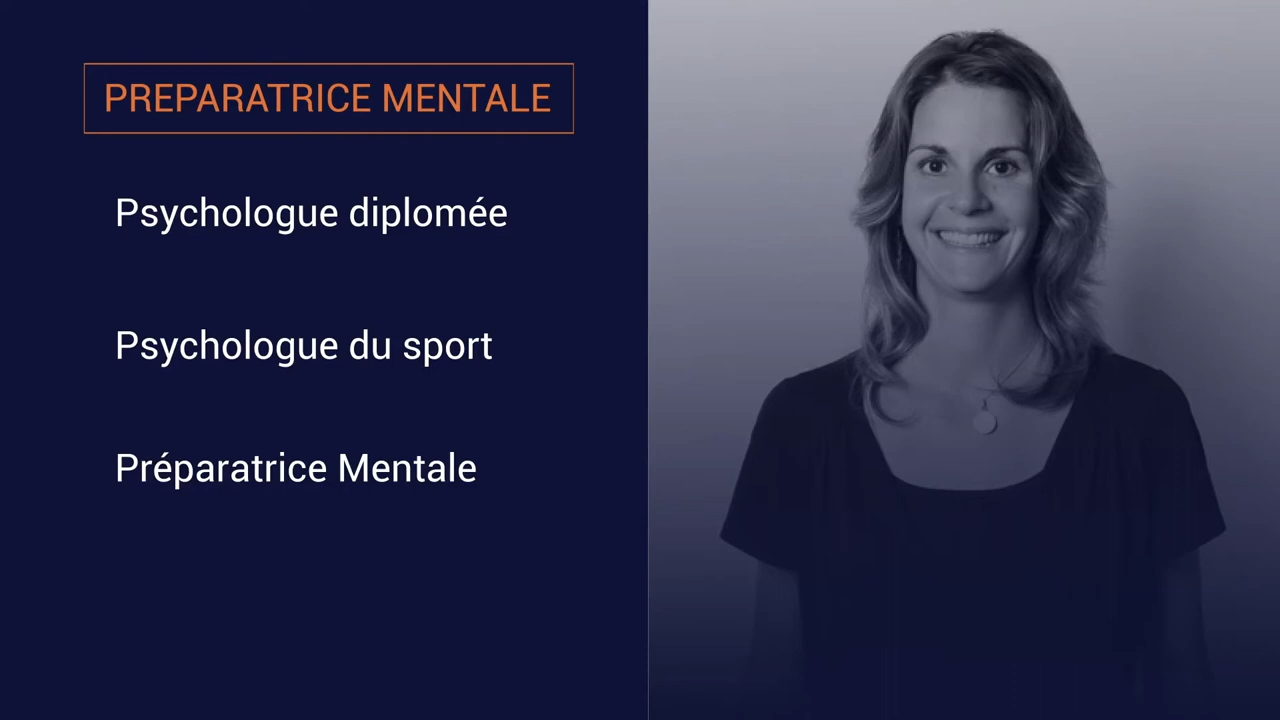 PREPARATRICE MENTALE
Psychologue diplomée
Psychologue du sport
Préparatrice Mentale